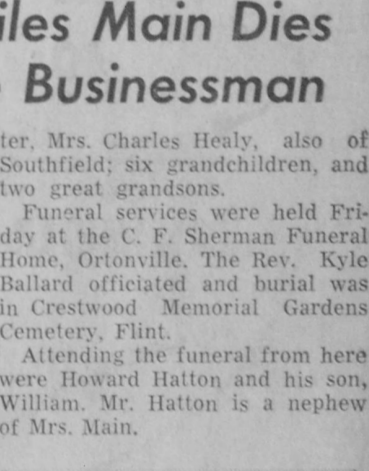 iles Main Dies
Businessman
ter, Mrs. Charles Healy, also of
Southfield; six grandchildren, and
two great grandsons.
Funeral services were held Fri-
day at the C. F. Sherman Funeral
Home, Ortonville. The Rev. Kyle
Ballard officiated and burial was
in Crestwood Memorial Gardens
Cemetery, Flint.
Attending the funeral from here
were Howard Hatton and his son,
William. Mr. Hatton is a nephew
of Mrs. Main.